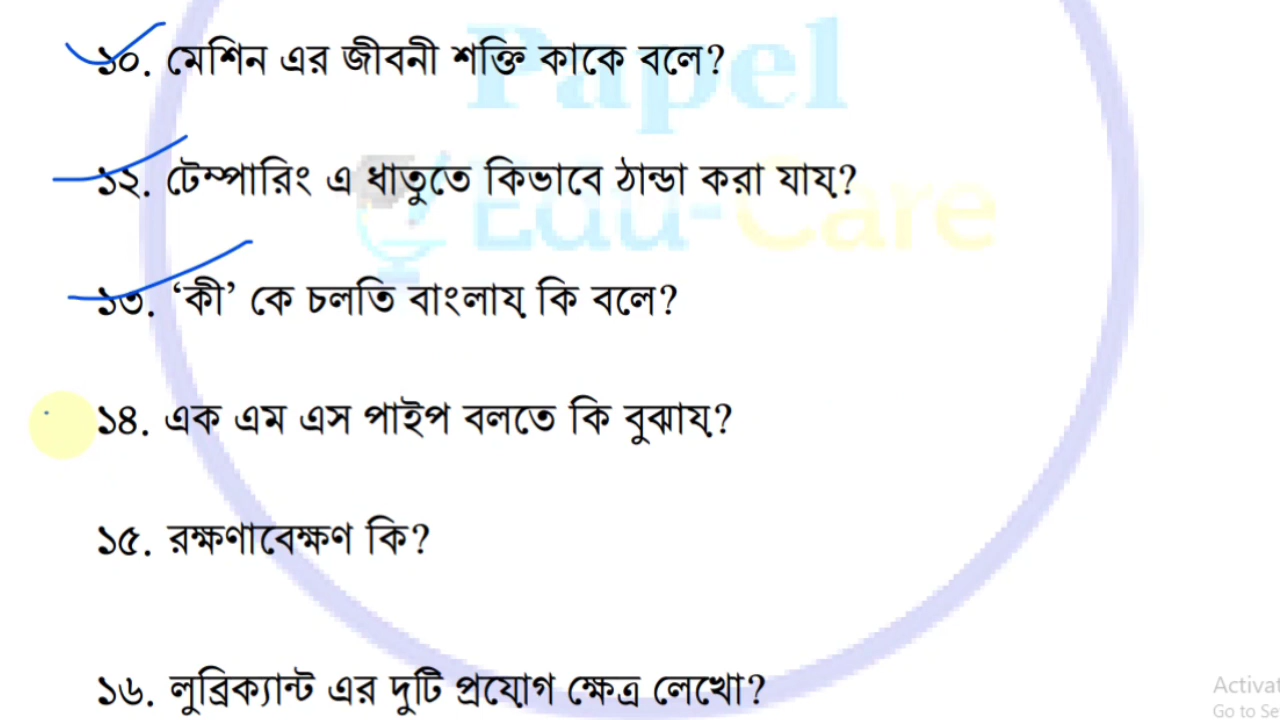 Papel
১০. মেশিন এর জীবনী শক্তি কাকে বলে?
১২. টেম্পারিং এ ধাতুতে কিভাবে ঠান্ডা করা যায়?
Edu-Care
১৩. ‘কী’ কে চলতি বাংলায় কি বলে?
১৪. এক এম এস পাইপ বলতে কি বুঝায়?
১৫. রক্ষণাবেক্ষণ কি?
১৬. লুব্রিক্যান্ট এর দুটি প্রয়োগ ক্ষেত্র লেখো?
Activat
Go to Se